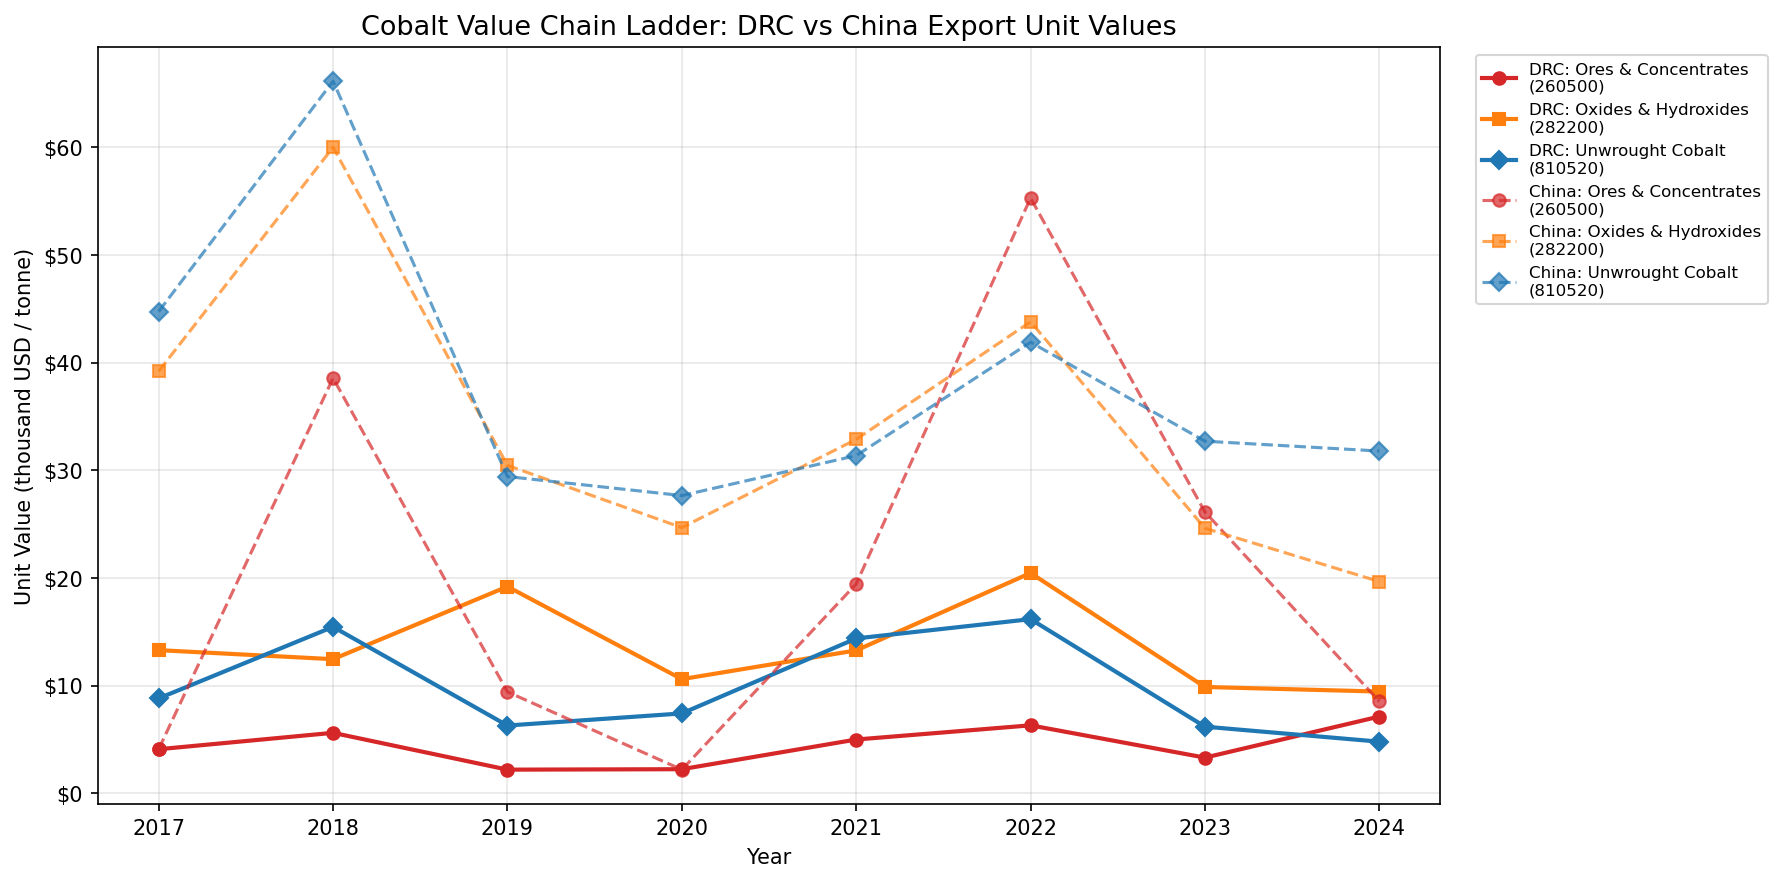 Cobalt Value Chain Ladder: DRC vs China Export Unit Values
Unit Value (thousand USD / tonne)
$60
$50
$40
$30
$20
$10
$0
2017 2018 2019 2020 2021 2022 2023 2024
Year
DRC: Ores & Concentrates
(260500)
DRC: Oxides & Hydroxides
(282200)
DRC: Unwrought Cobalt
(810520)
China: Ores & Concentrates
(260500)
China: Oxides & Hydroxides
(282200)
China: Unwrought Cobalt
(810520)